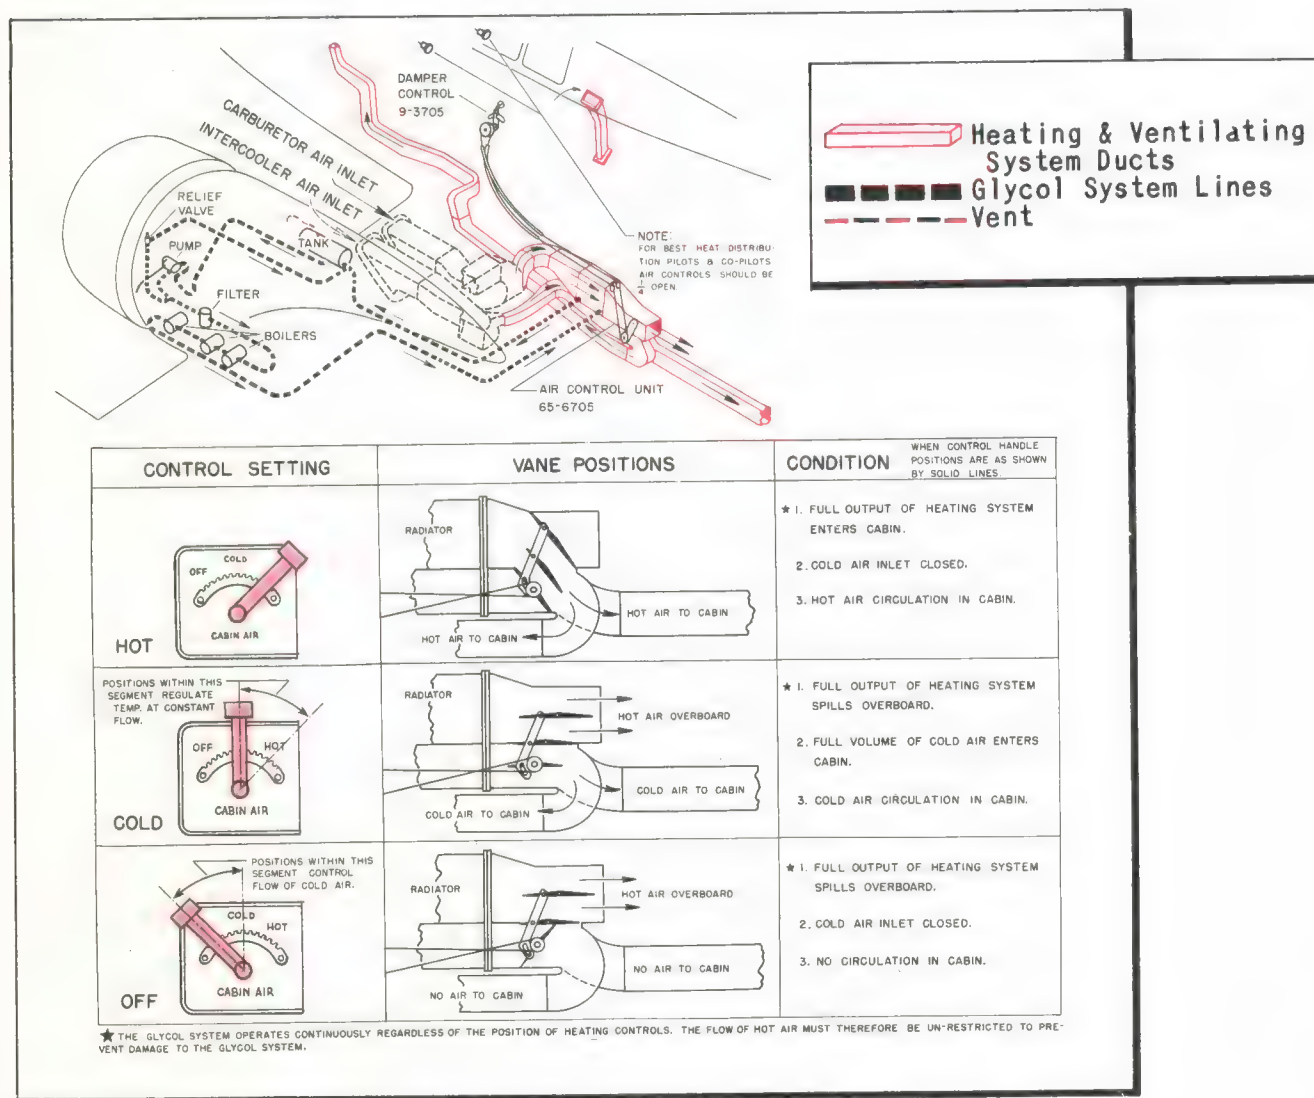 DAMPER
CONTROL
9-3705
CARBURETOR AIR INLET
INTERCOOLER AIR INLET
RELIEF
VALVE
PUMP
TANK
FILTER
BOILERS
NOTE:
FOR BEST HEAT DISTRIBU-
TION PILOTS & CO-PILOTS
AIR CONTROLS SHOULD BE
1/4 OPEN.
AIR CONTROL UNIT
65-6705
Heating & Ventilating
System Ducts
Glycol System Lines
Vent
CONTROL SETTING
VANE POSITIONS
CONDITION
WHEN CONTROL HANDLE
POSITIONS ARE AS SHOWN
BY SOLID LINES.
COLD
OFF
CABIN AIR
HOT
RADIATOR
HOT AIR TO CABIN
HOT AIR TO CABIN
★ 1. FULL OUTPUT OF HEATING SYSTEM
ENTERS CABIN.
2. COLD AIR INLET CLOSED.
3. HOT AIR CIRCULATION IN CABIN.
POSITIONS WITHIN THIS
SEGMENT REGULATE
TEMP. AT CONSTANT
FLOW.
OFF
HOT
CABIN AIR
COLD
RADIATOR
HOT AIR OVERBOARD
COLD AIR TO CABIN
COLD AIR TO CABIN
★ 1. FULL OUTPUT OF HEATING SYSTEM
SPILLS OVERBOARD.
2. FULL VOLUME OF COLD AIR ENTERS
CABIN.
3. COLD AIR CIRCULATION IN CABIN.
POSITIONS WITHIN THIS
SEGMENT CONTROL
FLOW OF COLD AIR.
COLD
HOT
CABIN AIR
OFF
RADIATOR
HOT AIR OVERBOARD
NO AIR TO CABIN
NO AIR TO CABIN
★ 1. FULL OUTPUT OF HEATING SYSTEM
SPILLS OVERBOARD.
2. COLD AIR INLET CLOSED.
3. NO CIRCULATION IN CABIN.
★ THE GLYCOL SYSTEM OPERATES CONTINUOUSLY REGARDLESS OF THE POSITION OF HEATING CONTROLS. THE FLOW OF HOT AIR MUST THEREFORE BE UN-RESTRICTED TO PRE-
VENT DAMAGE TO THE GLYCOL SYSTEM.